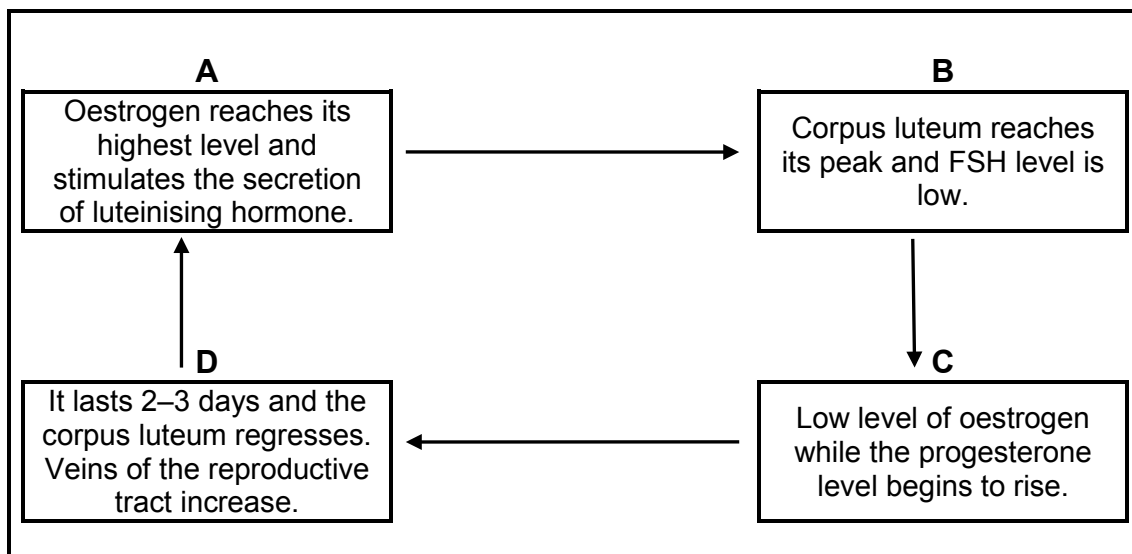 A
Oestrogen reaches its
highest level and
stimulates the secretion
of luteinising hormone.
B
Corpus luteum reaches
its peak and FSH level is
low.
D
It lasts 2–3 days and the
corpus luteum regresses.
Veins of the reproductive
tract increase.
C
Low level of oestrogen
while the progesterone
level begins to rise.